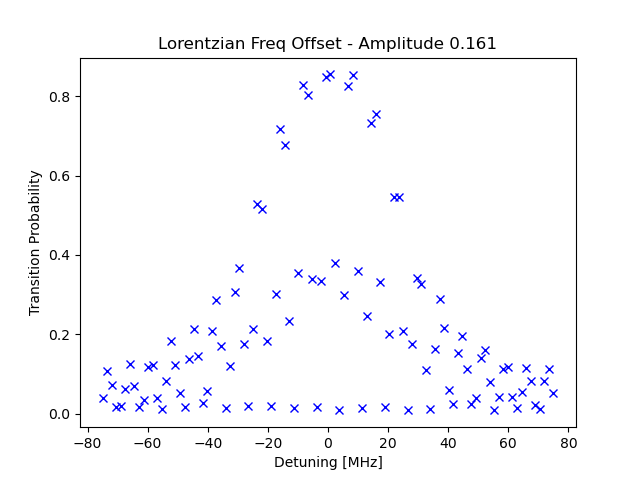 Lorentzian Freq Offset - Amplitude 0.161
Transition Probability
0.8
0.6
0.4
0.2
0.0
−80 −60 −40 −20 0 20 40 60 80
Detuning [MHz]